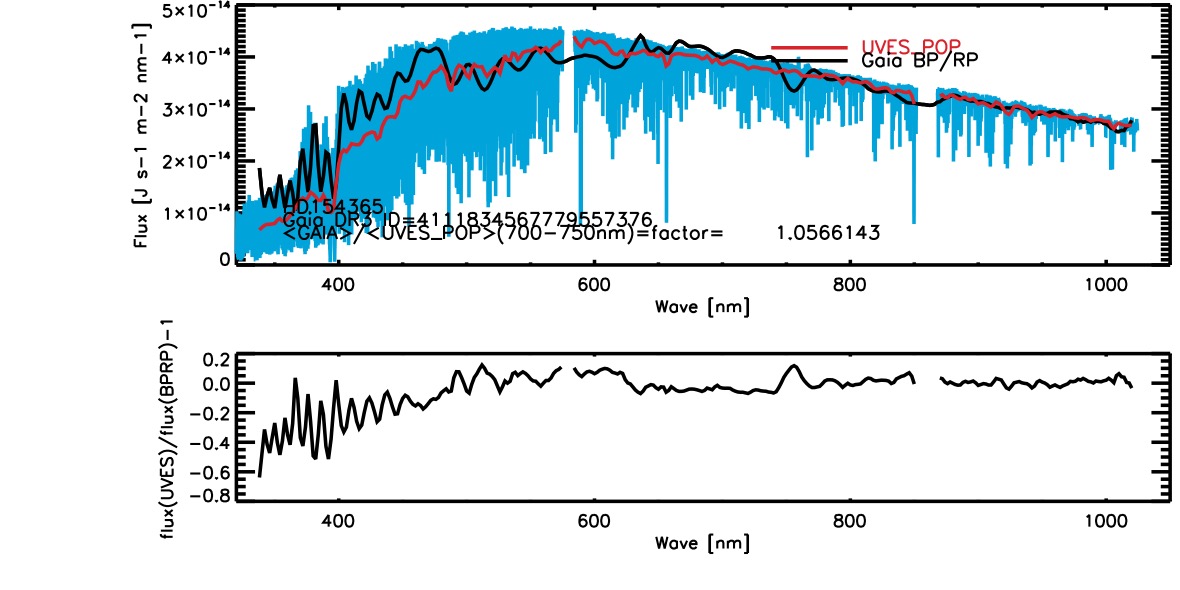 5×10−14
4×10−14
3×10−14
2×10−14
1×10−14
0
Flux [J s−1 m−2 nm−1]
UVES_POP
Gaia BP/RP
HD154365
Gaia DR3 ID=4111834567779557376
<GAIA>/<UVES_POP>(700−750nm)=factor= 1.0566143
400 600 800 1000
Wave [nm]
0.2
0.0
−0.2
−0.4
−0.6
−0.8
flux(UVES)/flux(BPRP)−1
400 600 800 1000
Wave [nm]